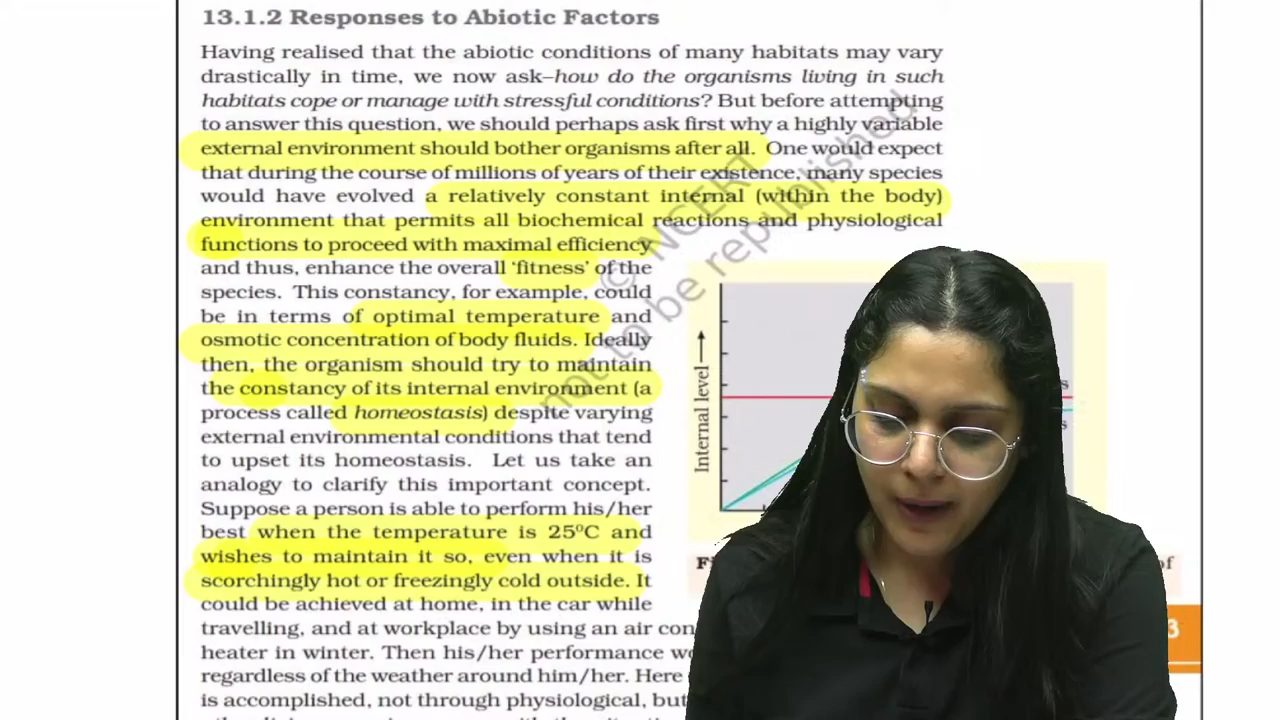 13.1.2 Responses to Abiotic Factors
Having realised that the abiotic conditions of many habitats may vary
drastically in time, we now ask–how do the organisms living in such
habitats cope or manage with stressful conditions? But before attempting
to answer this question, we should perhaps ask first why a highly variable
external environment should bother organisms after all. One would expect
that during the course of millions of years of their existence, many species
would have evolved a relatively constant internal (within the body)
environment that permits all biochemical reactions and physiological
functions to proceed with maximal efficiency
and thus, enhance the overall ‘fitness’ of the
species. This constancy, for example, could
be in terms of optimal temperature and
osmotic concentration of body fluids. Ideally
then, the organism should try to maintain
the constancy of its internal environment (a
process called homeostasis) despite varying
external environmental conditions that tend
to upset its homeostasis. Let us take an
analogy to clarify this important concept.
Suppose a person is able to perform his/her
best when the temperature is 25⁰C and
wishes to maintain it so, even when it is
scorchingly hot or freezingly cold outside. It
could be achieved at home, in the car while
travelling, and at workplace by using an air con
heater in winter. Then his/her performance w
regardless of the weather around him/her. Here
is accomplished, not through physiological, but
Internal level
s
s
F
of
3
© NCERT
not to be republished